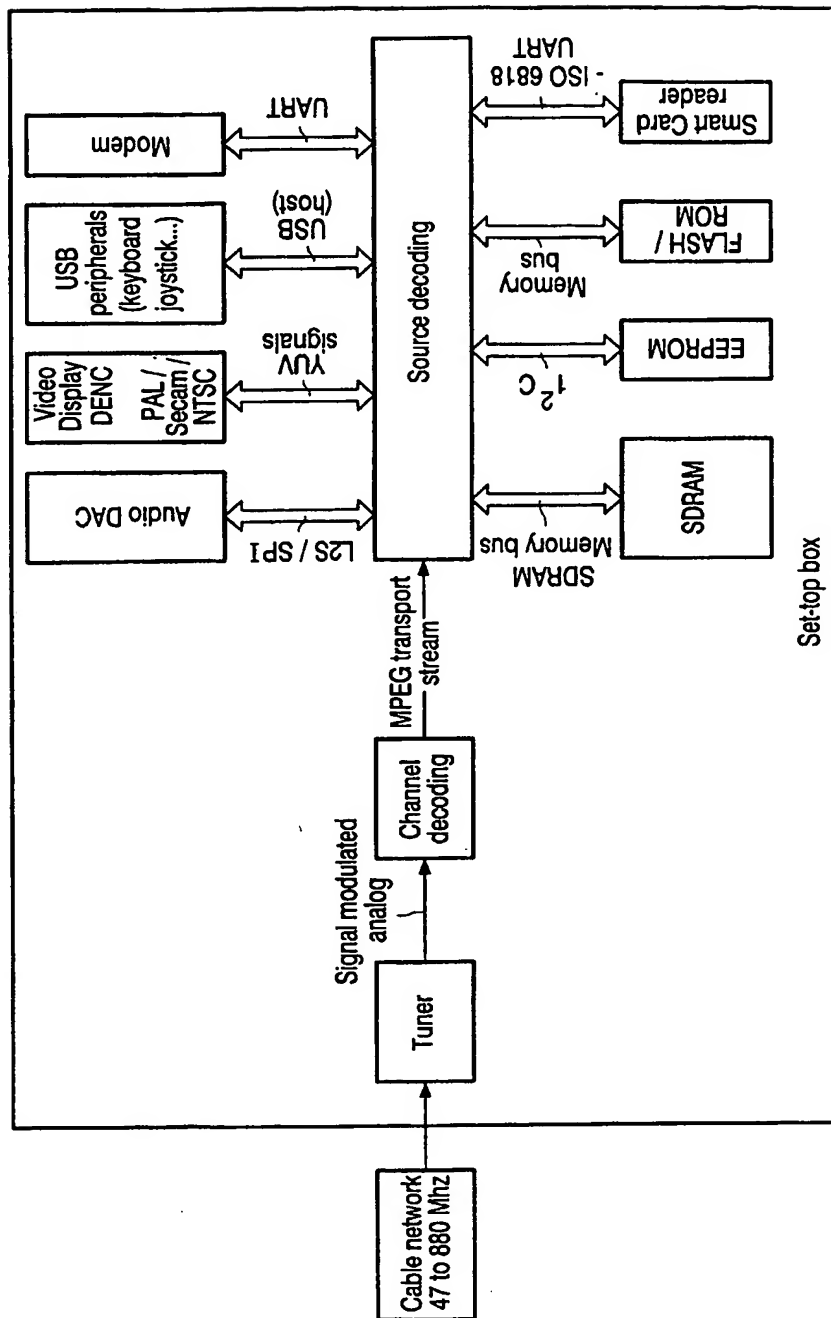 Cable network
47 to 880 Mhz
Tuner
Signal modulated
analog
Channel
decoding
MPEG transport
stream
Source decoding
Audio DAC
L2S / SPI
Video
Display
DENC
PAL /
Secam /
NTSC
YUV
signals
USB
peripherals
(keyboard
joystick...)
USB
(host)
Modem
UART
SDRAM
Memory bus
SDRAM
1²C
EEPROM
Memory
bus
FLASH /
ROM
UART
- ISO 6818
Smart Card
reader
Set-top box